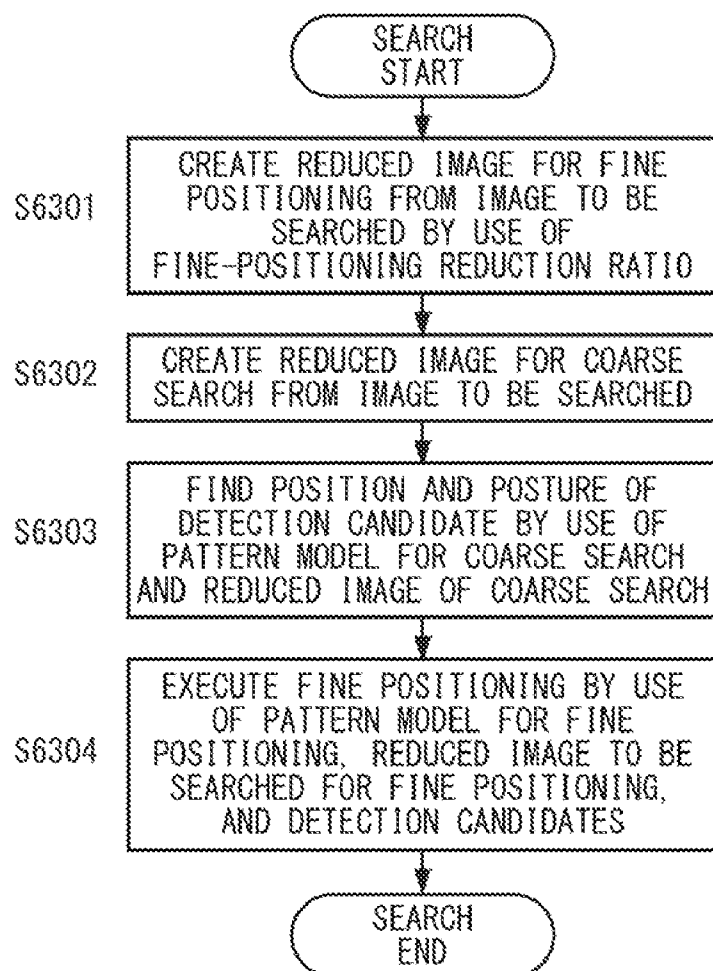 SEARCH
START
S6301
CREATE REDUCED IMAGE FOR FINE
POSITIONING FROM IMAGE TO BE
SEARCHED BY USE OF
FINE-POSITIONING REDUCTION RATIO
S6302
CREATE REDUCED IMAGE FOR COARSE
SEARCH FROM IMAGE TO BE SEARCHED
S6303
FIND POSITION AND POSTURE OF
DETECTION CANDIDATE BY USE OF
PATTERN MODEL FOR COARSE SEARCH
AND REDUCED IMAGE OF COARSE SEARCH
S6304
EXECUTE FINE POSITIONING BY USE
OF PATTERN MODEL FOR FINE
POSITIONING, REDUCED IMAGE TO BE
SEARCHED FOR FINE POSITIONING,
AND DETECTION CANDIDATES
SEARCH
END